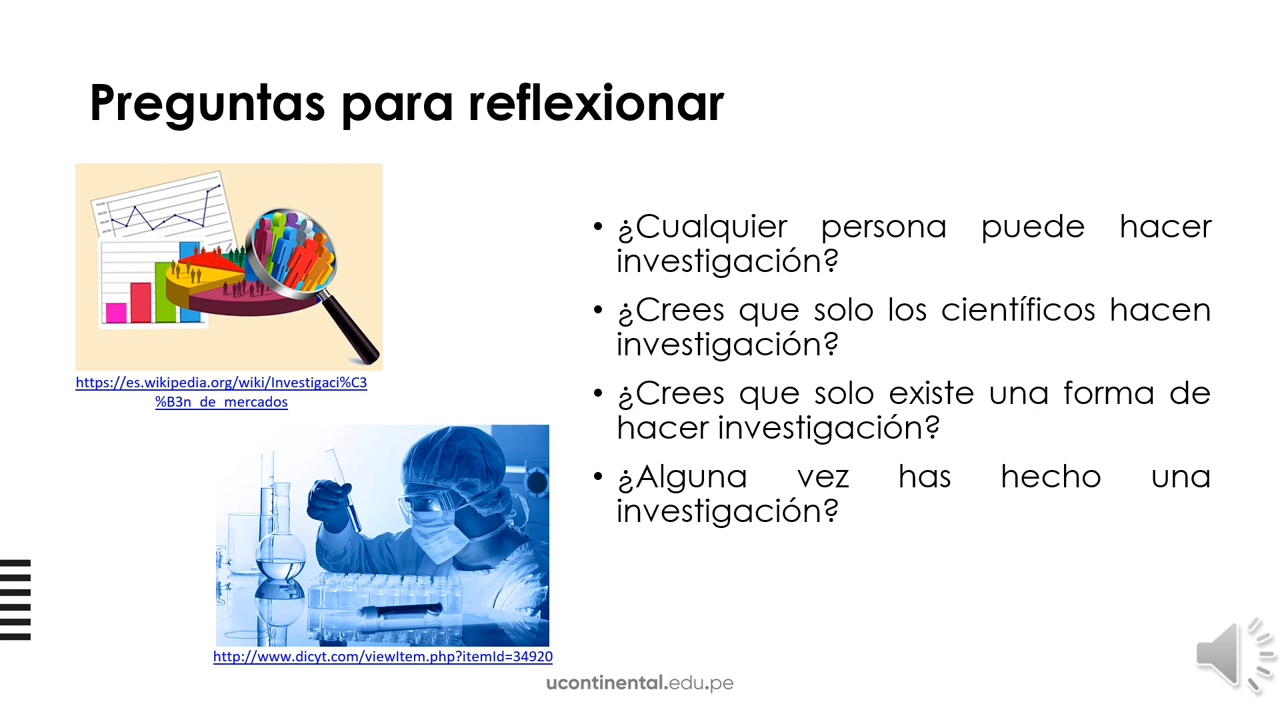 Preguntas para reflexionar
https://es.wikipedia.org/wiki/Investigaci%C3
%B3n_de_mercados
http://www.dicyt.com/viewItem.php?itemId=34920
• ¿Cualquier persona puede hacer
investigación?
• ¿Crees que solo los científicos hacen
investigación?
• ¿Crees que solo existe una forma de
hacer investigación?
• ¿Alguna vez has hecho una
investigación?
ucontinental.edu.pe